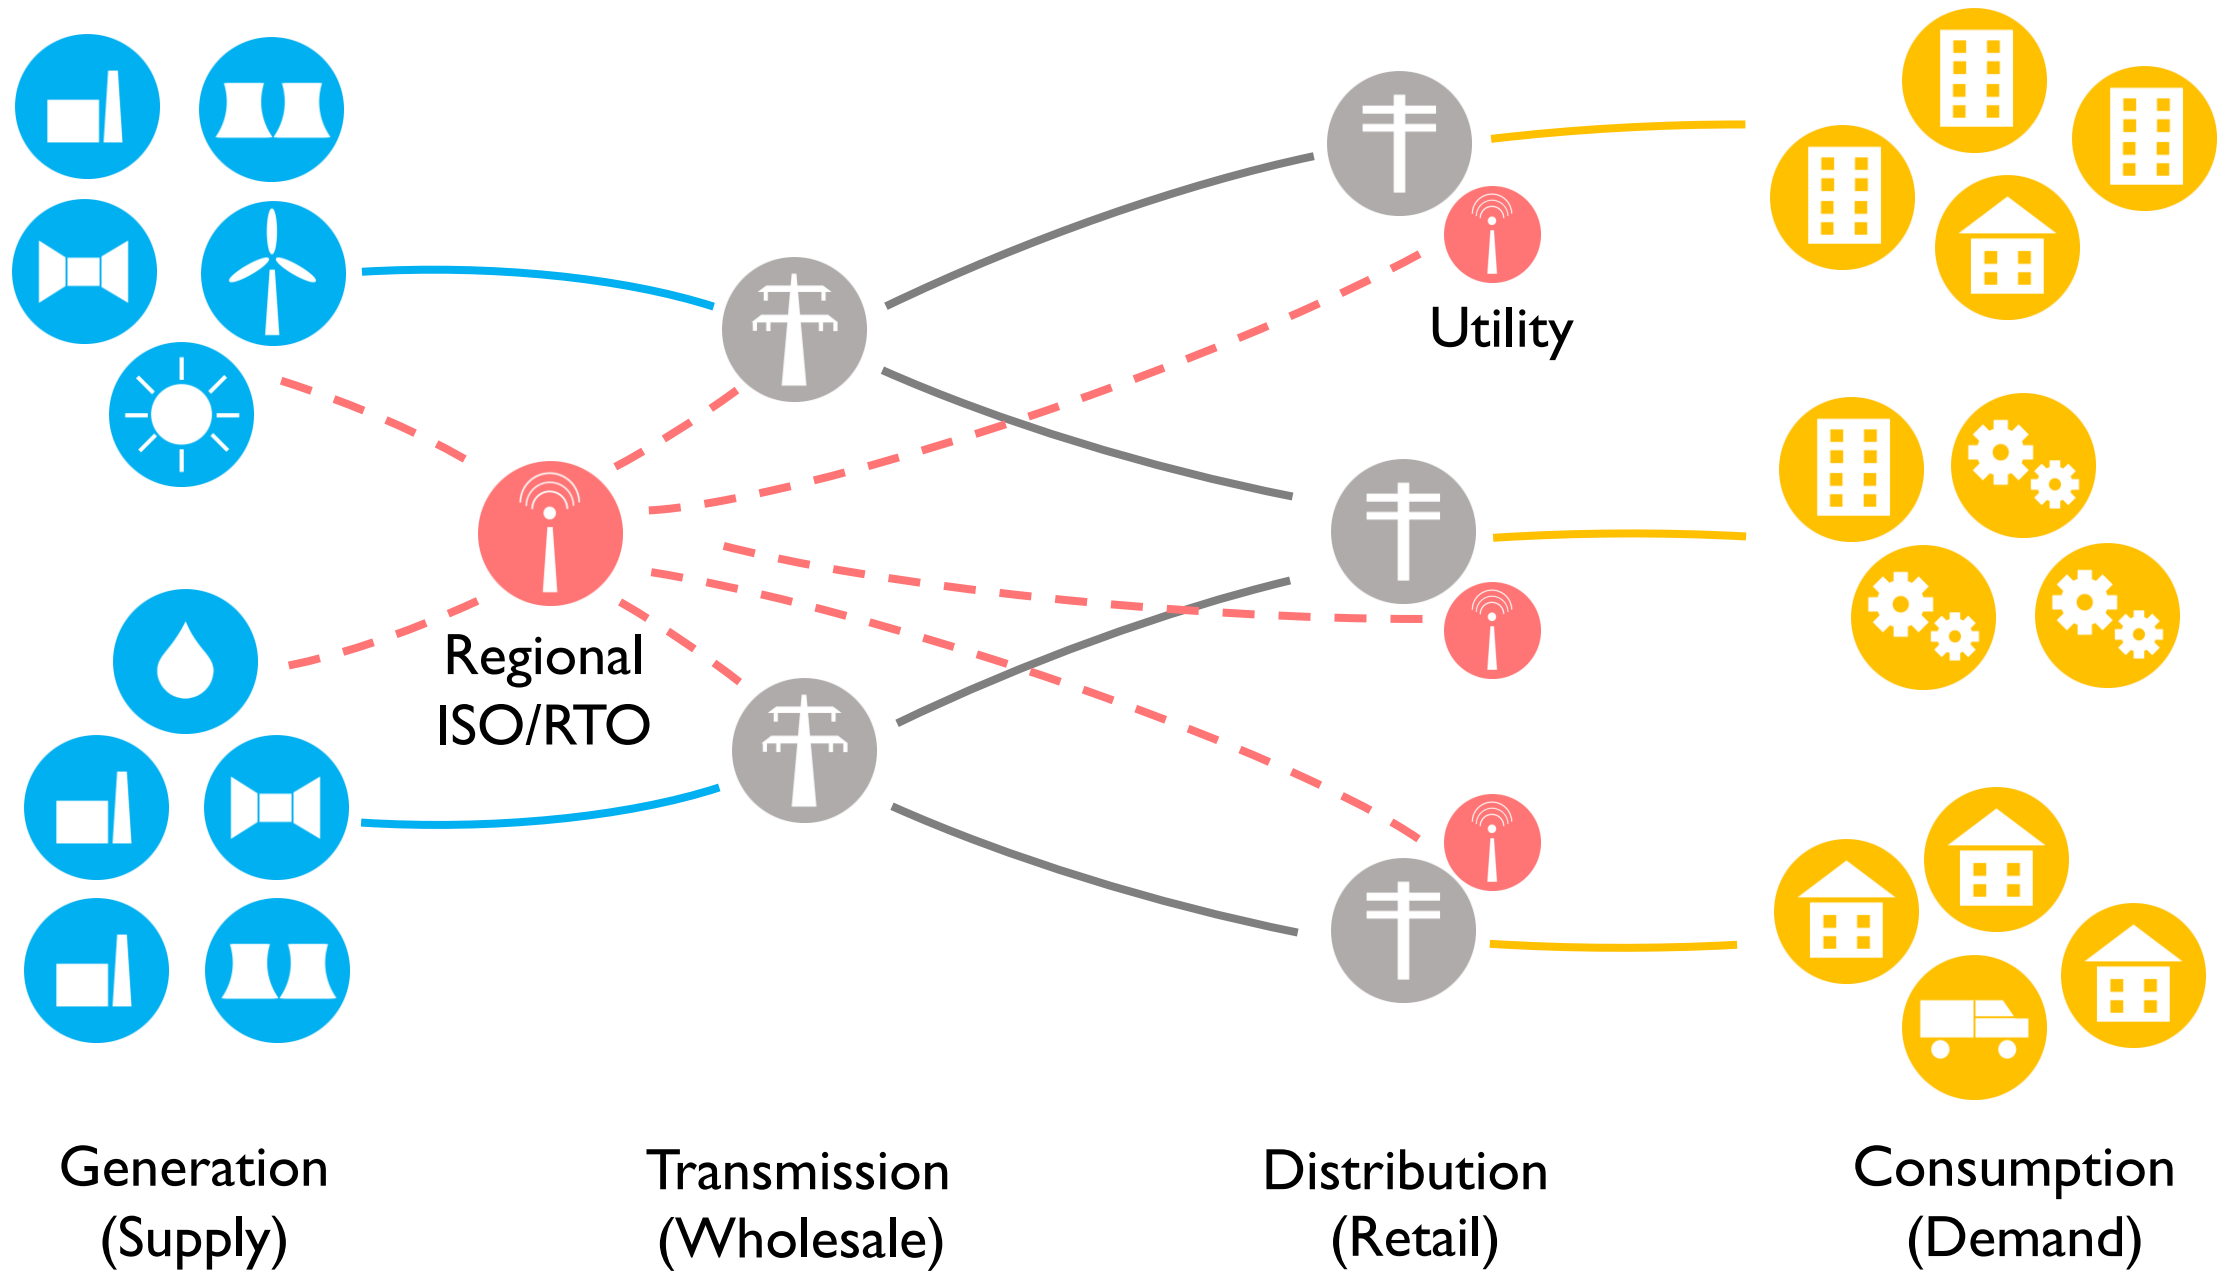 Utility
Regional
ISO/RTO
Generation
(Supply)
Transmission
(Wholesale)
Distribution
(Retail)
Consumption
(Demand)